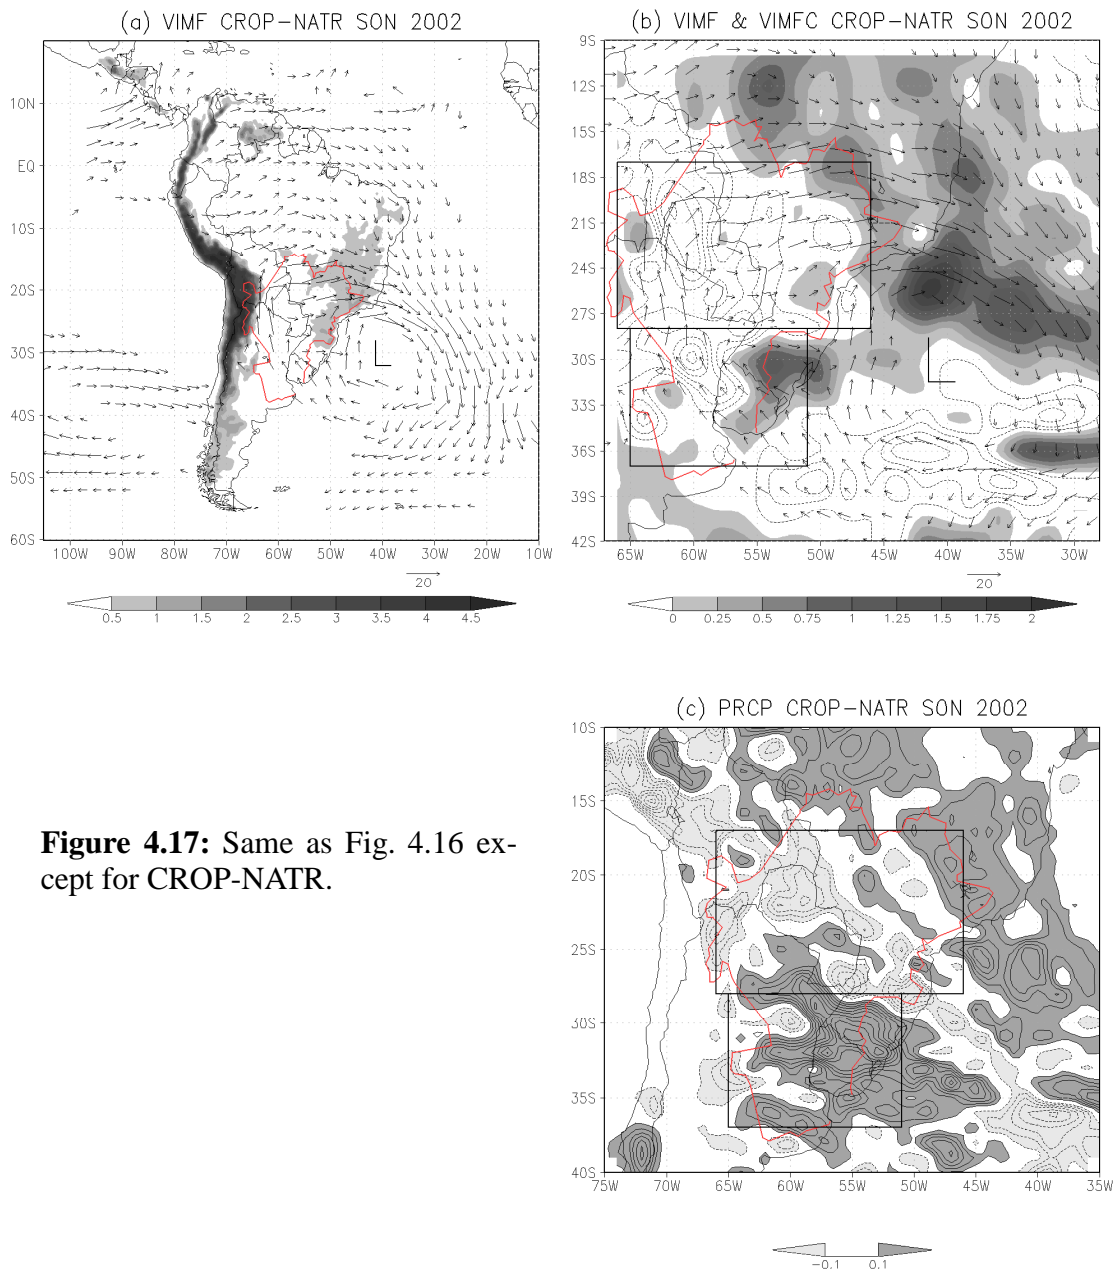 (a) VIMF CROP-NATR SON 2002
10N
EQ
10S
20S
30S
40S
50S
60S
L
100W 90W 80W 70W 60W 50W 40W 30W 20W 10W
20
0.5 1 1.5 2 2.5 3 3.5 4 4.5
(b) VIMF & VIMFC CROP-NATR SON 2002
9S
12S
15S
18S
21S
24S
27S
30S
33S
36S
39S
42S
L
65W 60W 55W 50W 45W 40W 35W 30W
20
0 0.25 0.5 0.75 1 1.25 1.5 1.75 2
(c) PRCP CROP-NATR SON 2002
10S
15S
20S
25S
30S
35S
40S
75W 70W 65W 60W 55W 50W 45W 40W 35W
-0.1 0.1
Figure 4.17: Same as Fig. 4.16 ex-
cept for CROP-NATR.